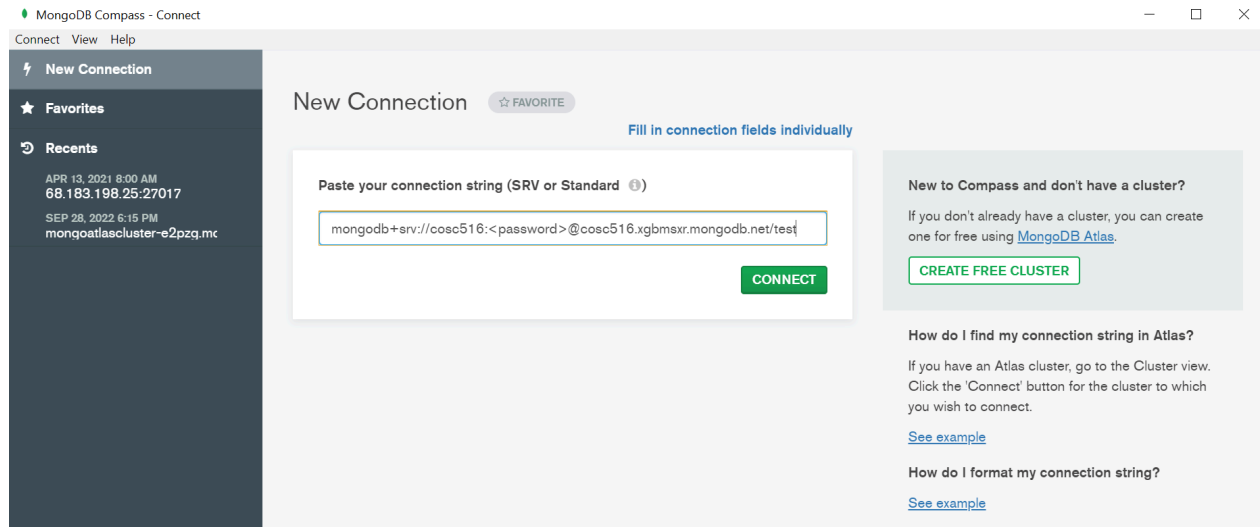 MongoDB Compass - Connect
Connect View Help
New Connection
Favorites
Recents
APR 13, 2021 8:00 AM
68.183.198.25:27017
SEP 28, 2022 6:15 PM
mongoatlascluster-e2pzg.mc
New Connection
FAVORITE
Fill in connection fields individually
Paste your connection string (SRV or Standard )
mongodb+srv://cosc516:<password>@cosc516.xgbmsxr.mongodb.net/test
CONNECT
New to Compass and don't have a cluster?
If you don't already have a cluster, you can create
one for free using MongoDB Atlas.
CREATE FREE CLUSTER
How do I find my connection string in Atlas?
If you have an Atlas cluster, go to the Cluster view.
Click the 'Connect' button for the cluster to which
you wish to connect.
See example
How do I format my connection string?
See example